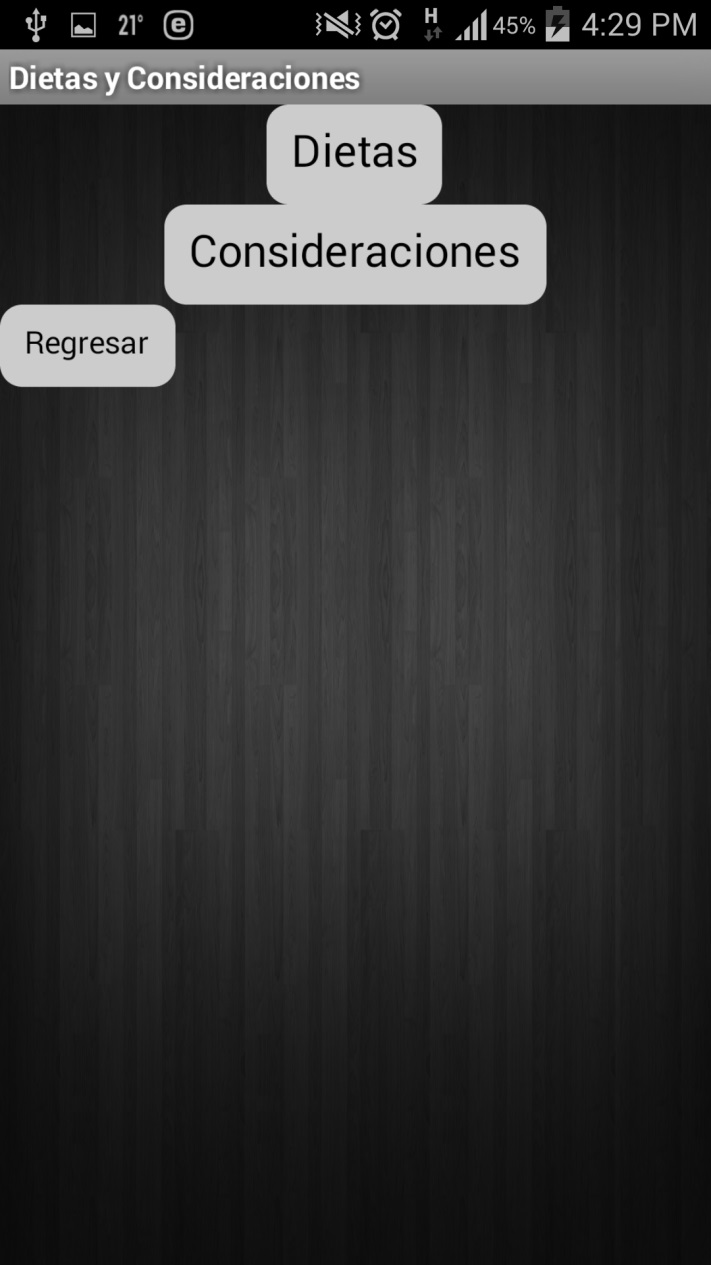 21° e H 45% 4:29 PM
Dietas y Consideraciones
Dietas
Consideraciones
Regresar